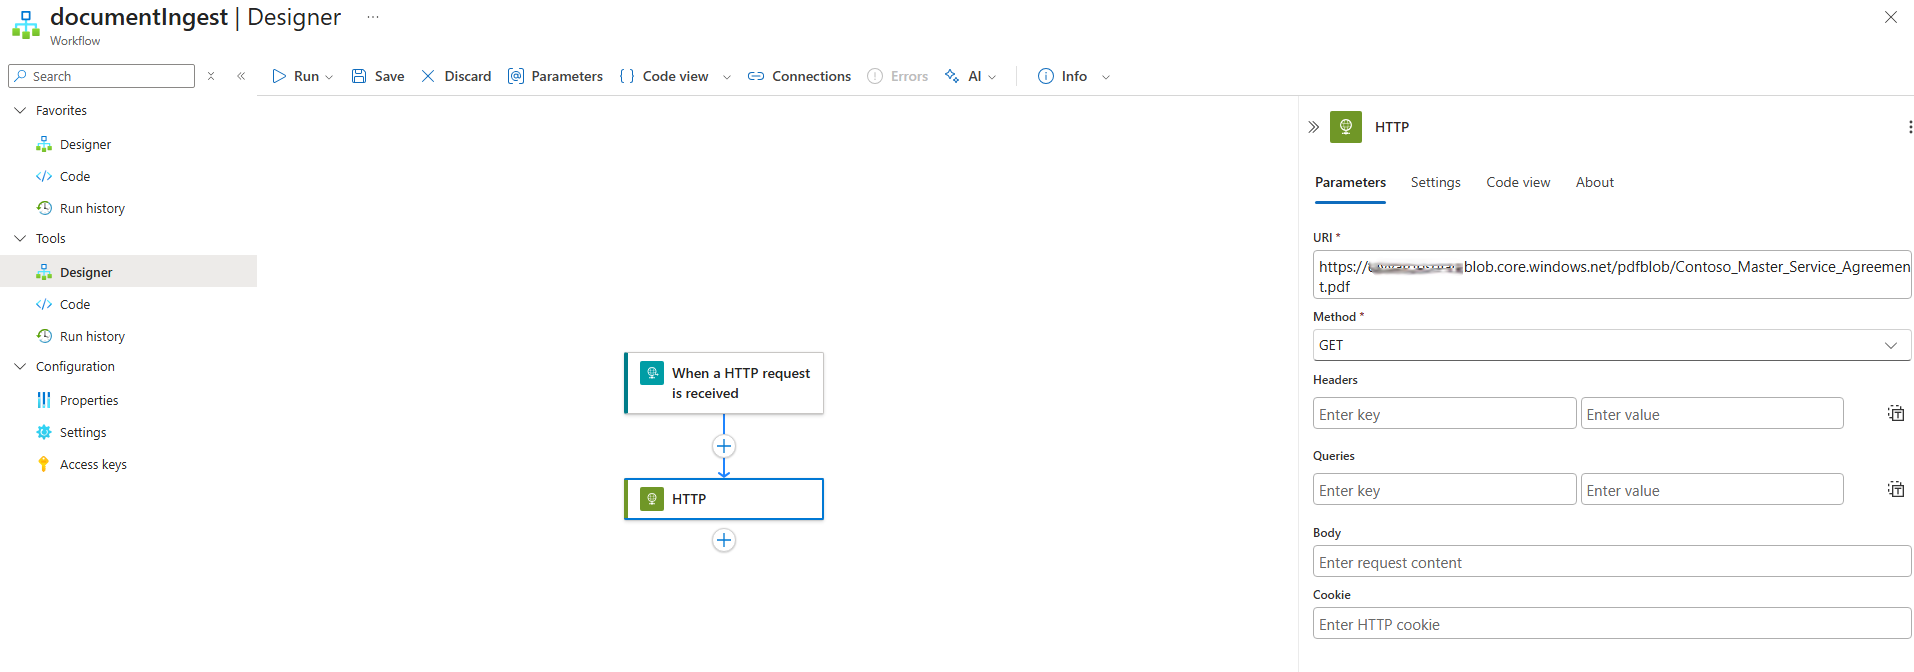 documentIngest | Designer ...
Workflow
Search
Run
Save
Discard
Parameters
Code view
Connections
Errors
AI
Info
Favorites
Designer
Code
Run history
Tools
Designer
Code
Run history
Configuration
Properties
Settings
Access keys
When a HTTP request
is received
HTTP
HTTP
Parameters
Settings
Code view
About
URI *
https:// blob.core.windows.net/pdfblob/Contoso_Master_Service_Agreemen
t.pdf
Method *
GET
Headers
Enter key
Enter value
Queries
Enter key
Enter value
Body
Enter request content
Cookie
Enter HTTP cookie